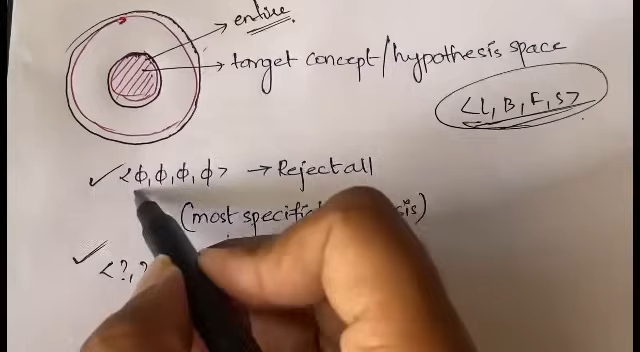 entire
target concept/hypothesis space
<L, B, F, S>
<ϕ, ϕ, ϕ, ϕ> → Reject all
(most specific
<?, ?